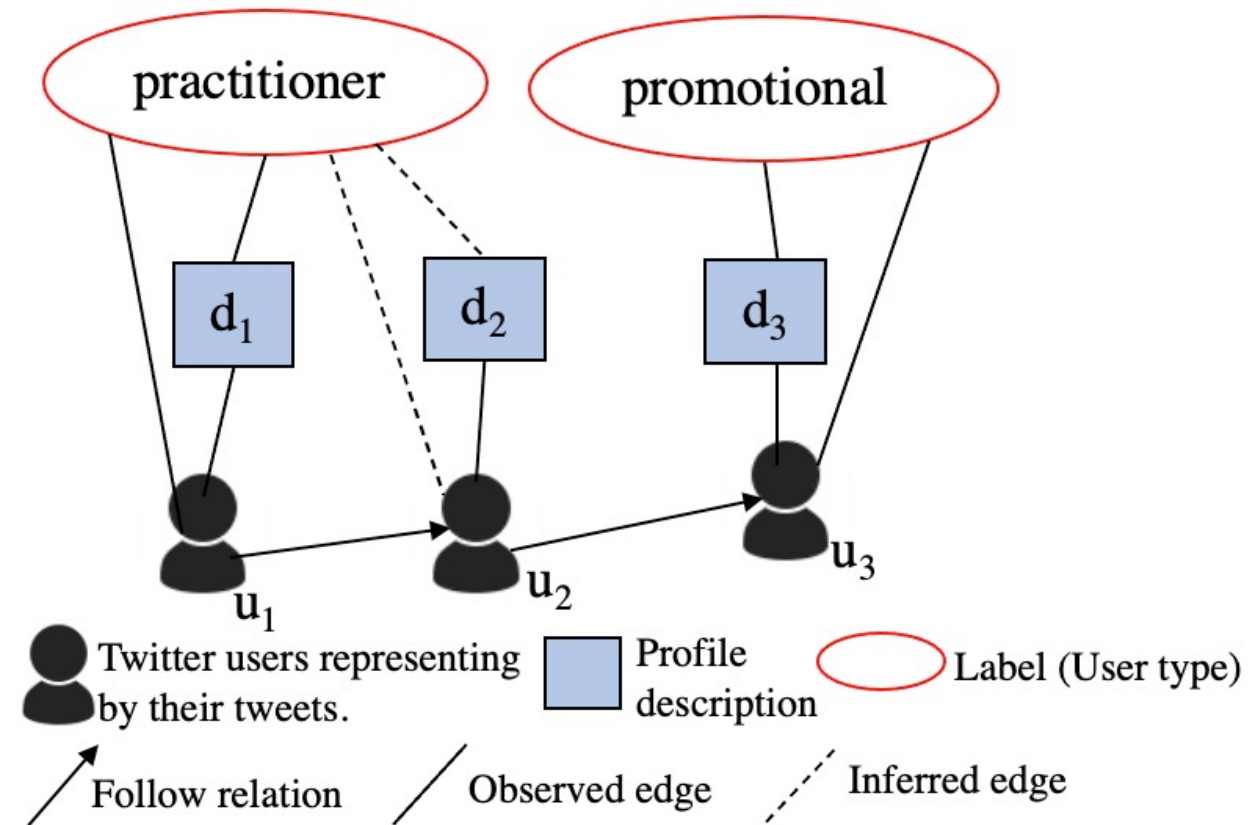 practitioner
promotional
d₁
d₂
d₃
u₁
u₂
u₃
Twitter users representing
by their tweets.
Profile
description
Label (User type)
Follow relation
Observed edge
Inferred edge